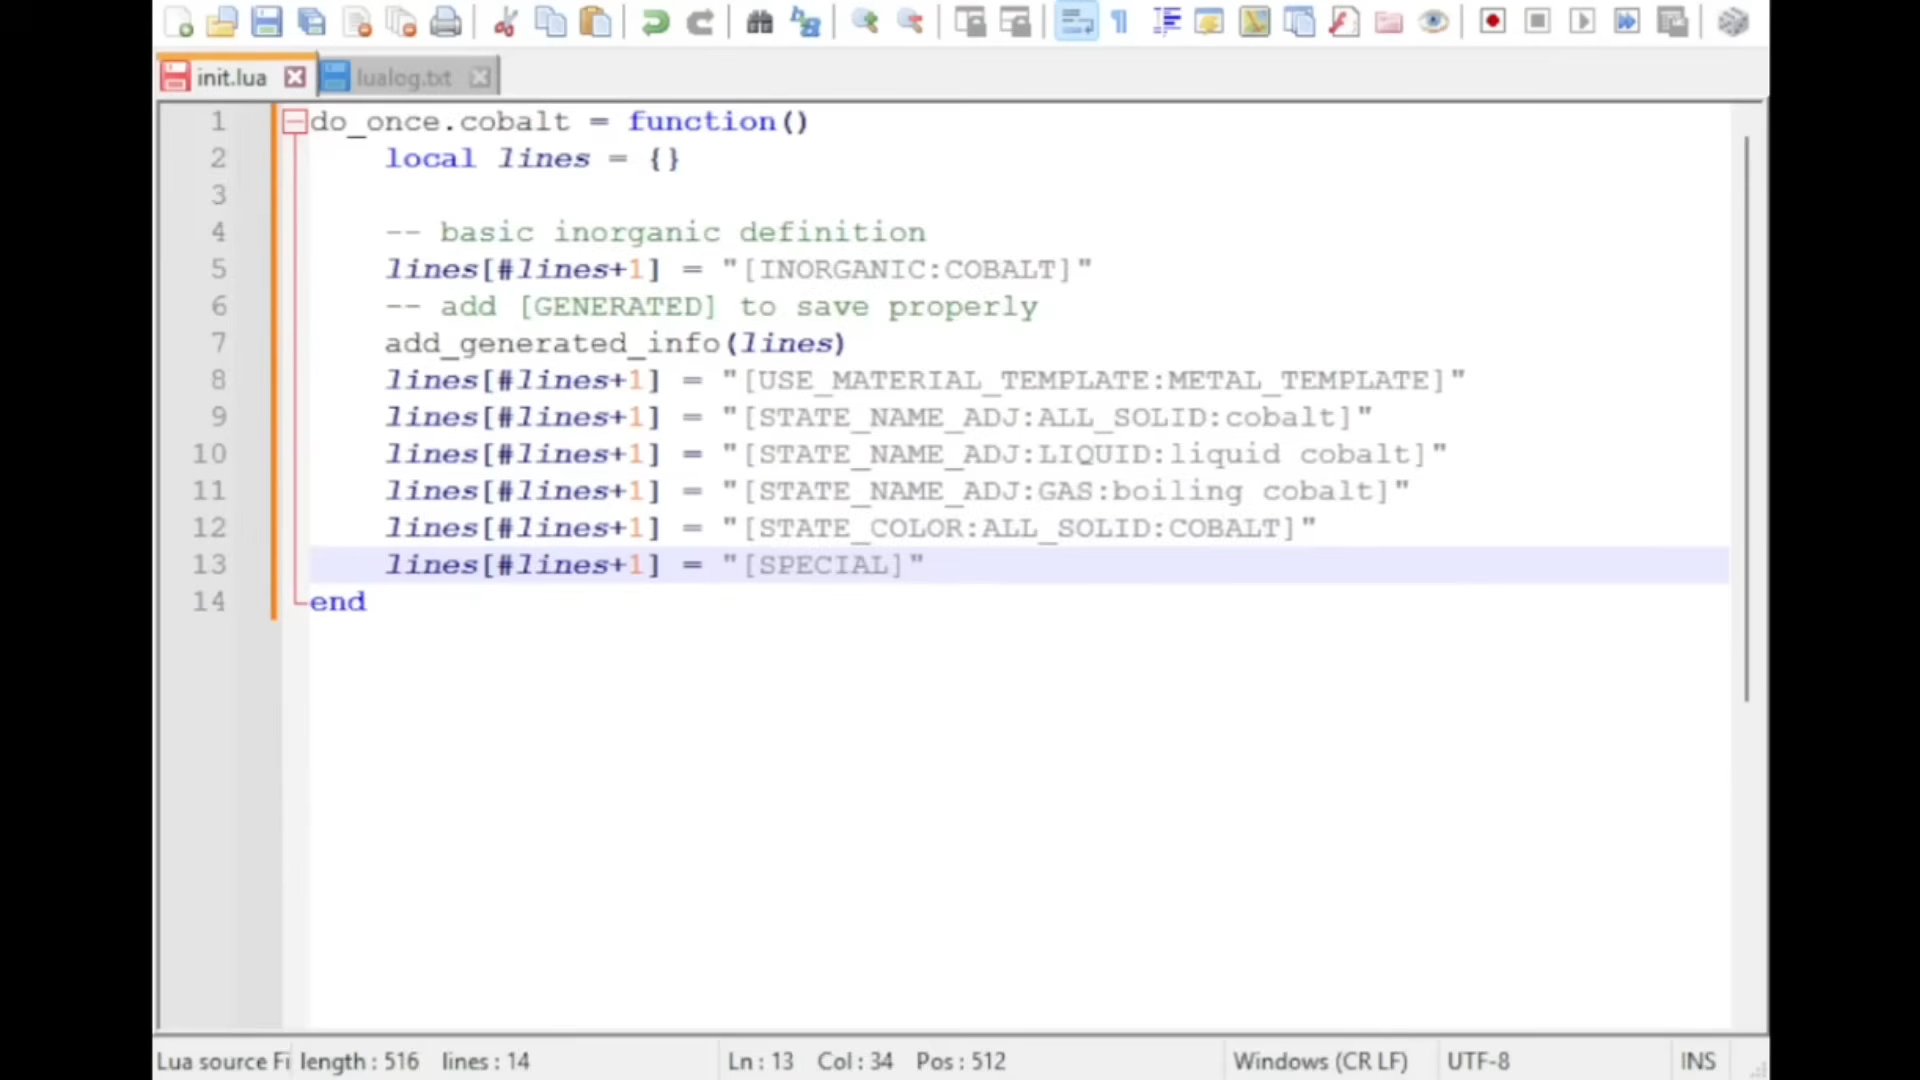 init.lua lualog.txt
1 do_once.cobalt = function()
2 local lines = {}
3
4 -- basic inorganic definition
5 lines[#lines+1] = "[INORGANIC:COBALT]"
6 -- add [GENERATED] to save properly
7 add_generated_info(lines)
8 lines[#lines+1] = "[USE_MATERIAL_TEMPLATE:METAL_TEMPLATE]"
9 lines[#lines+1] = "[STATE_NAME_ADJ:ALL_SOLID:cobalt]"
10 lines[#lines+1] = "[STATE_NAME_ADJ:LIQUID:liquid cobalt]"
11 lines[#lines+1] = "[STATE_NAME_ADJ:GAS:boiling cobalt]"
12 lines[#lines+1] = "[STATE_COLOR:ALL_SOLID:COBALT]"
13 lines[#lines+1] = "[SPECIAL]"
14 end
Lua source Fi length : 516 lines : 14 Ln : 13 Col : 34 Pos : 512 Windows (CR LF) UTF-8 INS